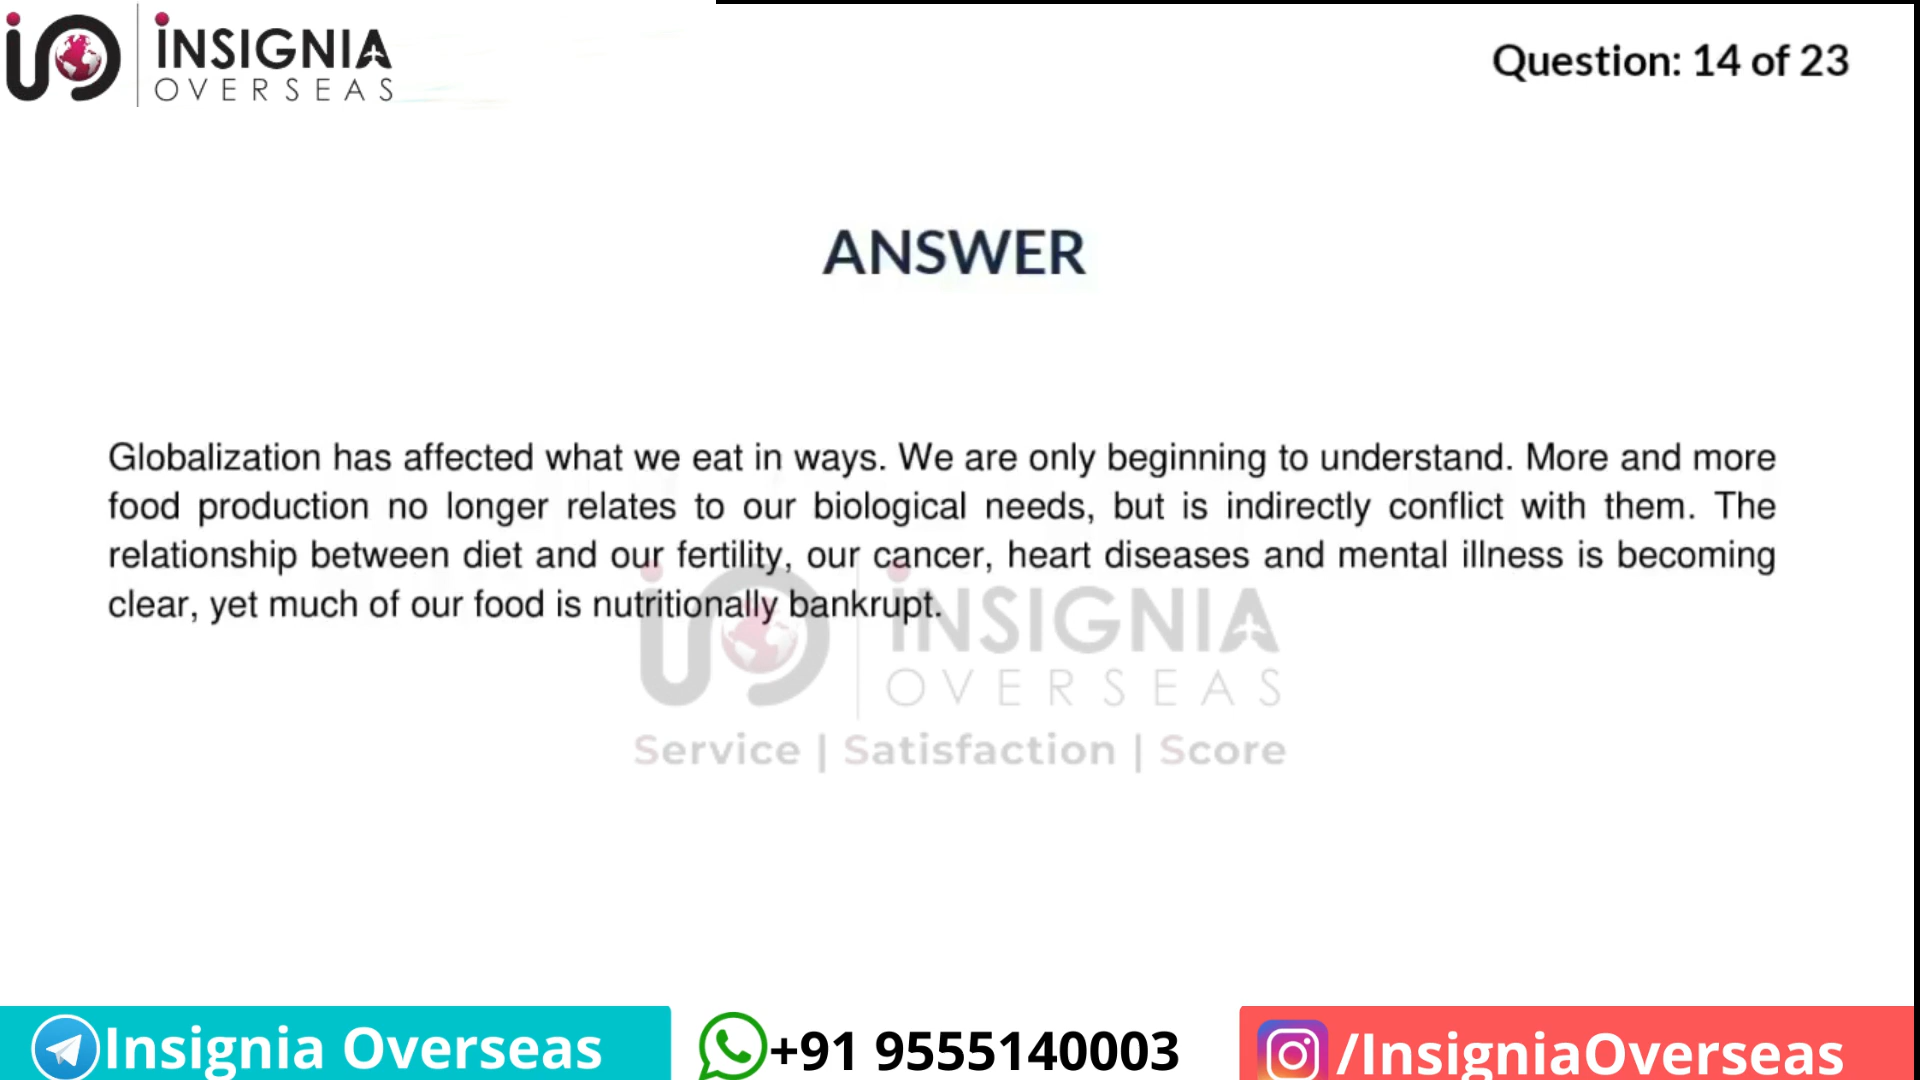 iNSIGNIA
OVERSEAS
Question: 14 of 23
ANSWER
Globalization has affected what we eat in ways. We are only beginning to understand. More and more
food production no longer relates to our biological needs, but is indirectly conflict with them. The
relationship between diet and our fertility, our cancer, heart diseases and mental illness is becoming
clear, yet much of our food is nutritionally bankrupt.
iNSIGNIA
OVERSEAS
Service | Satisfaction | Score
Insignia Overseas
+91 9555140003
/InsigniaOverseas